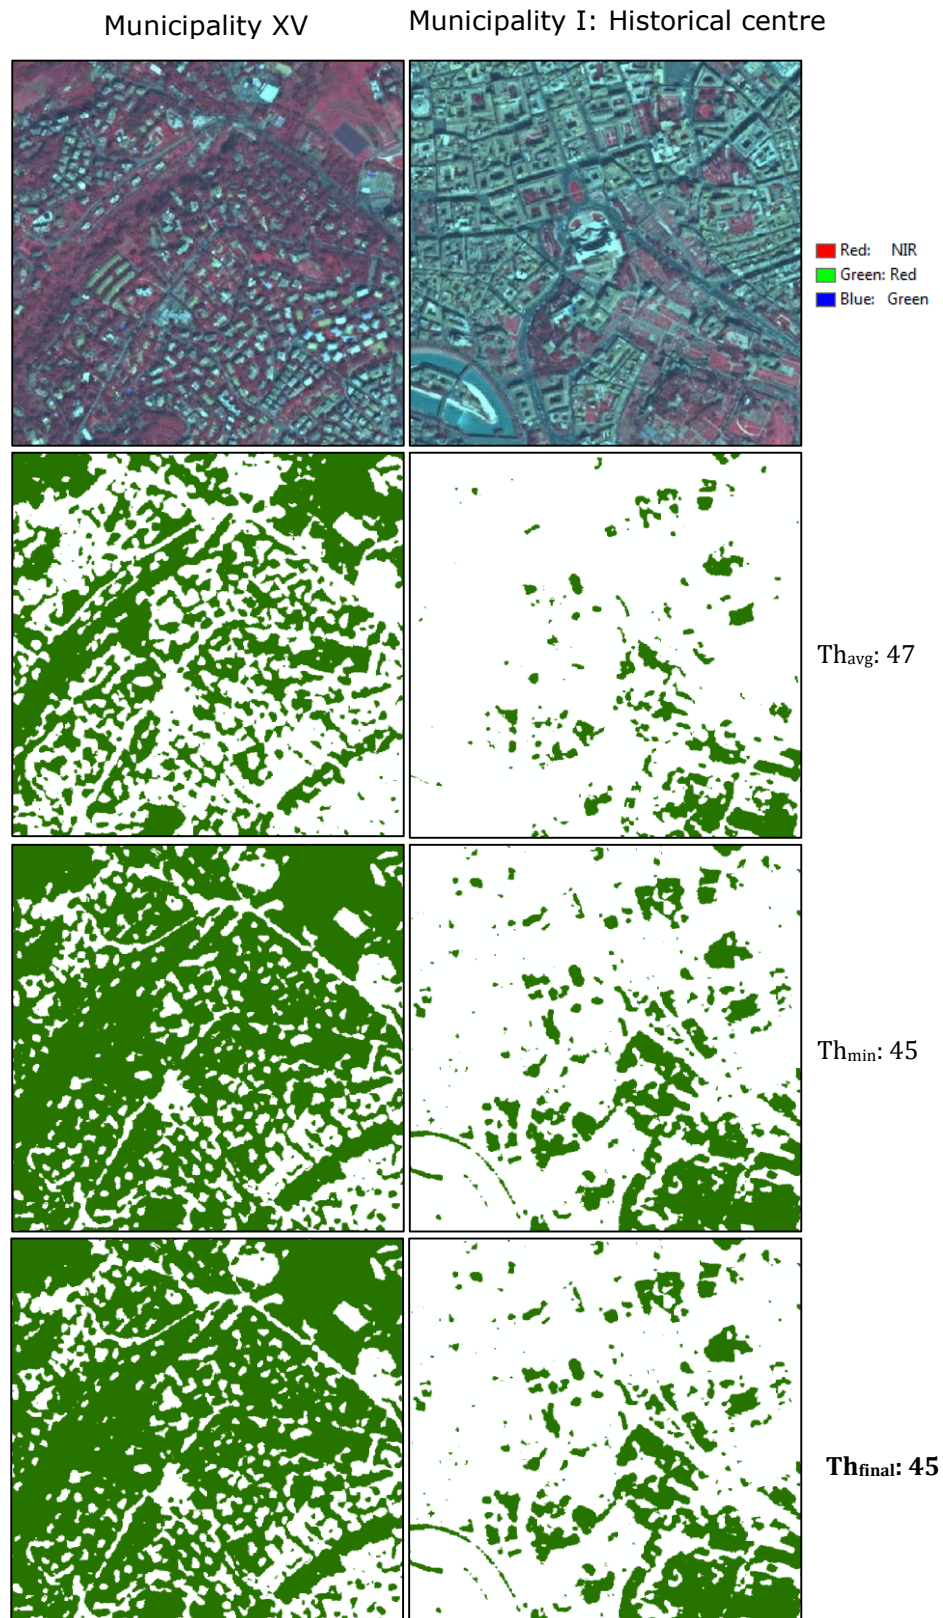 Municipality XV
Municipality I: Historical centre
Red: NIR
Green: Red
Blue: Green
Thavg: 47
Thmin: 45
Thfinal: 45